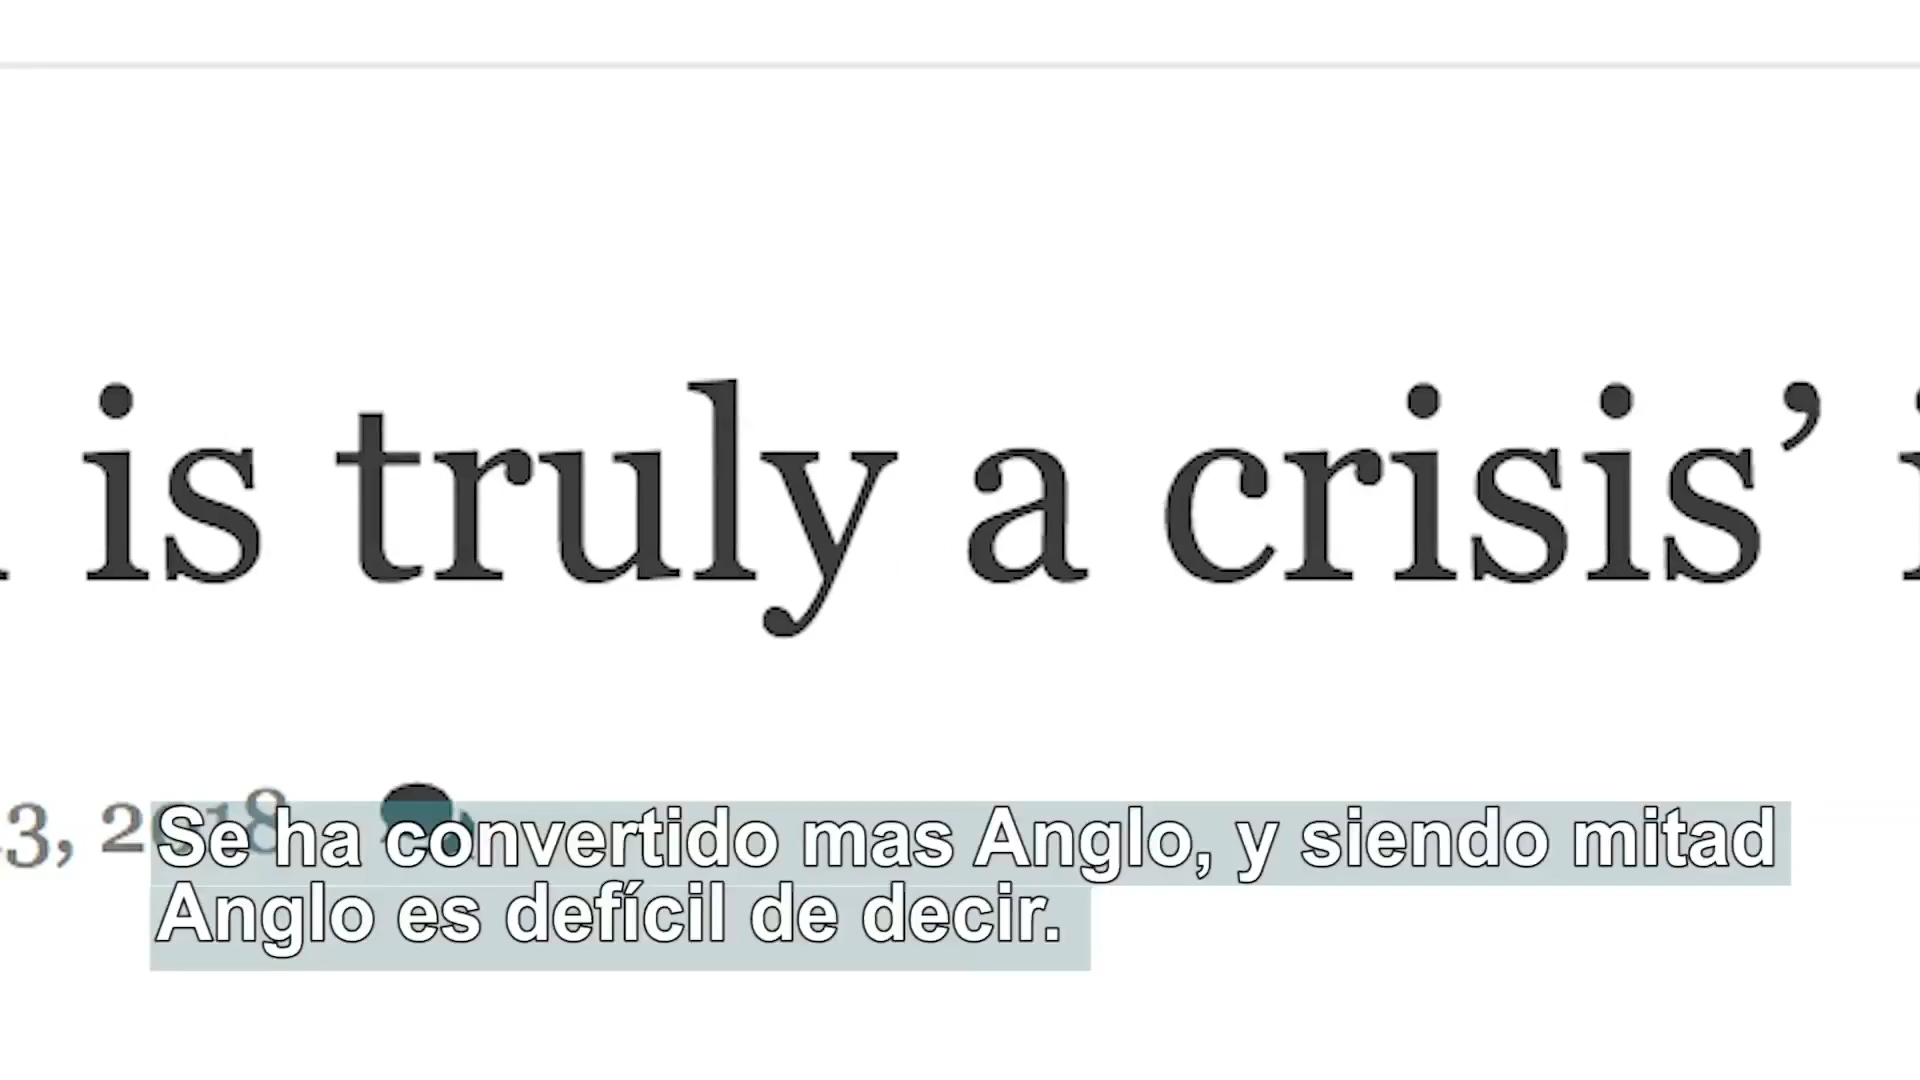 is truly a crisis’
3, 2018
Se ha convertido mas Anglo, y siendo mitad
Anglo es defícil de decir.